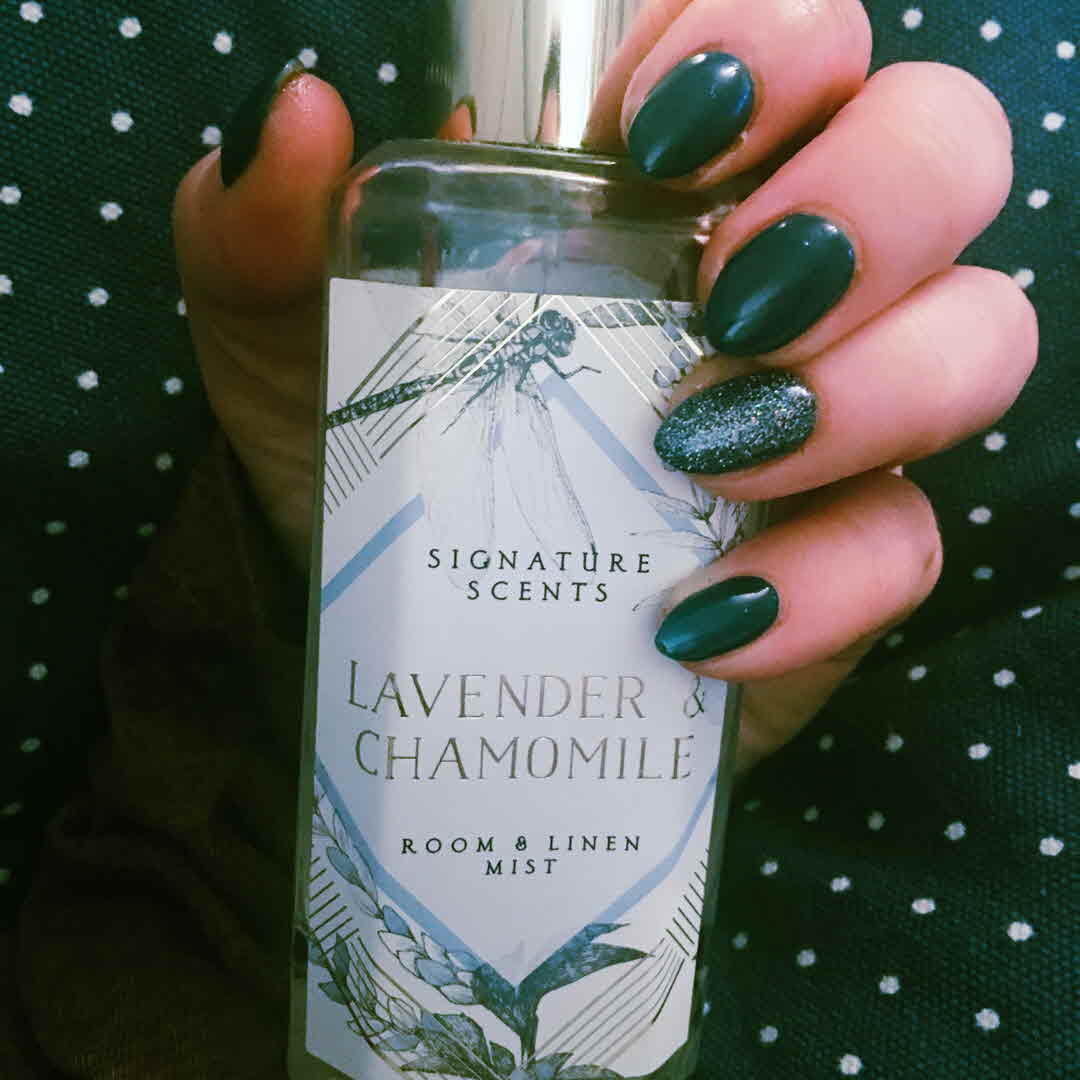 SIGNATURE
SCENTS
LAVENDER &
CHAMOMILE
ROOM & LINEN
MIST